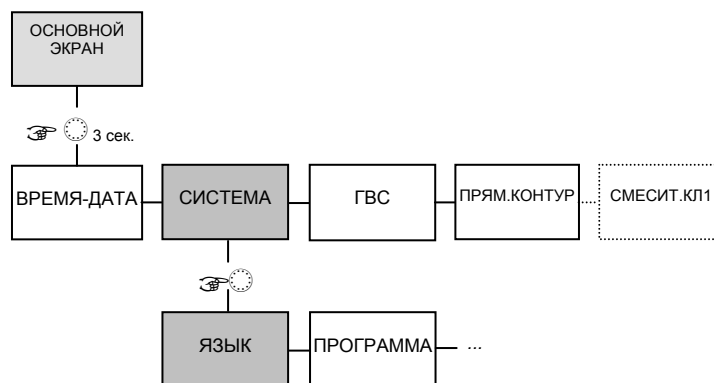 ОСНОВНОЙ
ЭКРАН
3 сек.
ВРЕМЯ-ДАТА
СИСТЕМА
ГВС
ПРЯМ.КОНТУР
СМЕСИТ.КЛ1
ЯЗЫК
ПРОГРАММА
...